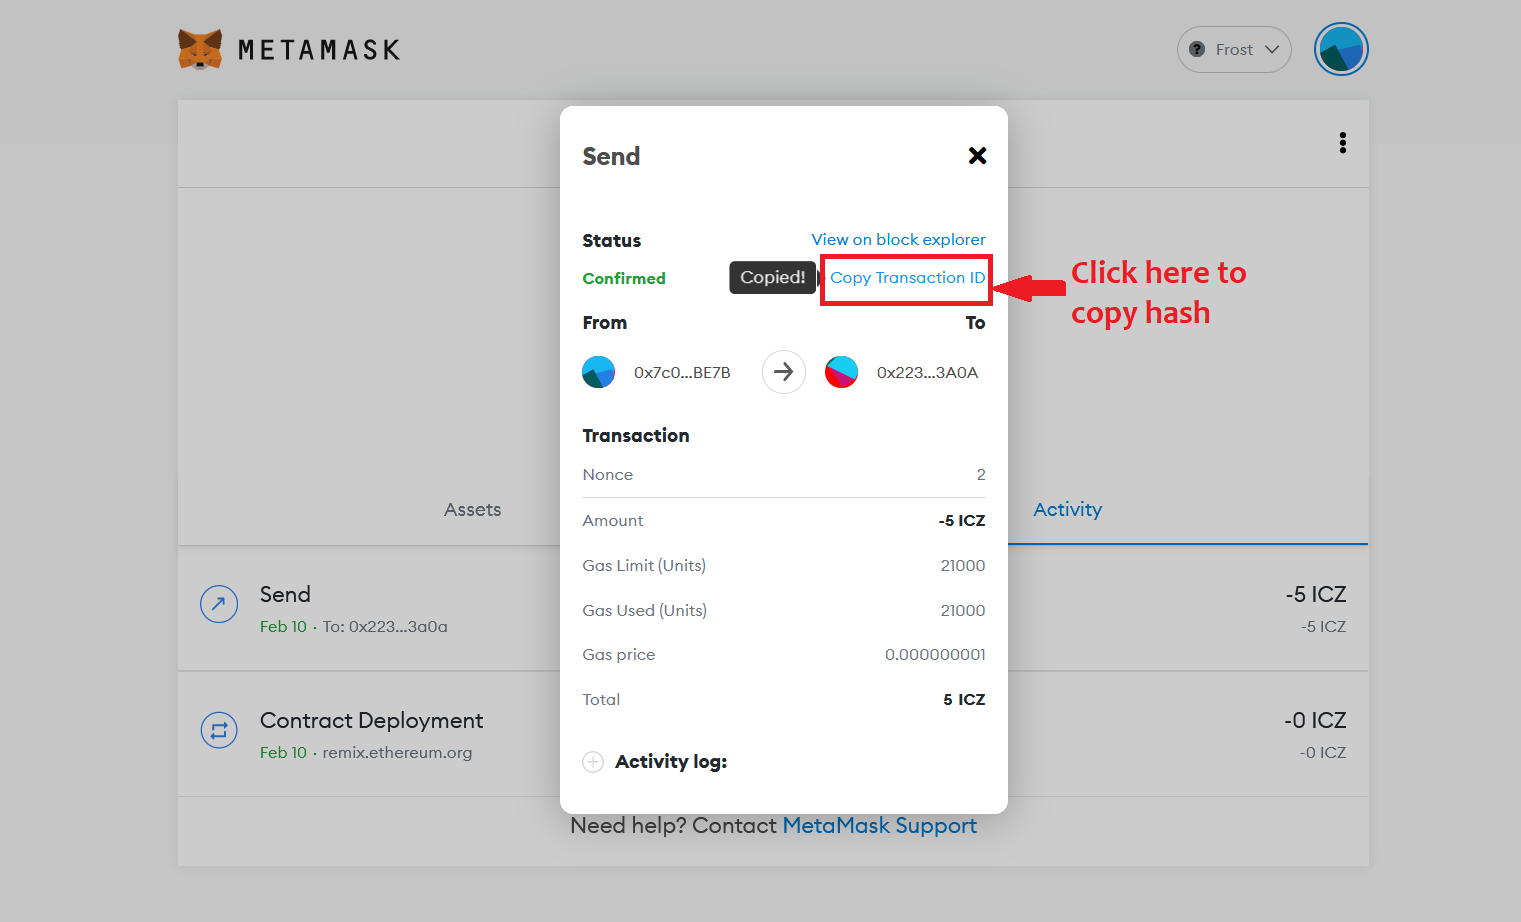 METAMASK
? Frost
Send
Status View on block explorer
Confirmed Copied! Copy Transaction ID
Click here to
copy hash
From To
0x7c0...BE7B 0x223...3A0A
Transaction
Nonce 2
Assets Activity
Amount -5 ICZ
Gas Limit (Units) 21000
Gas Used (Units) 21000
Gas price 0.000000001
Total 5 ICZ
Activity log:
Send -5 ICZ
Feb 10 · To: 0x223...3a0a -5 ICZ
Contract Deployment -0 ICZ
Feb 10 · remix.ethereum.org -0 ICZ
Need help? Contact MetaMask Support